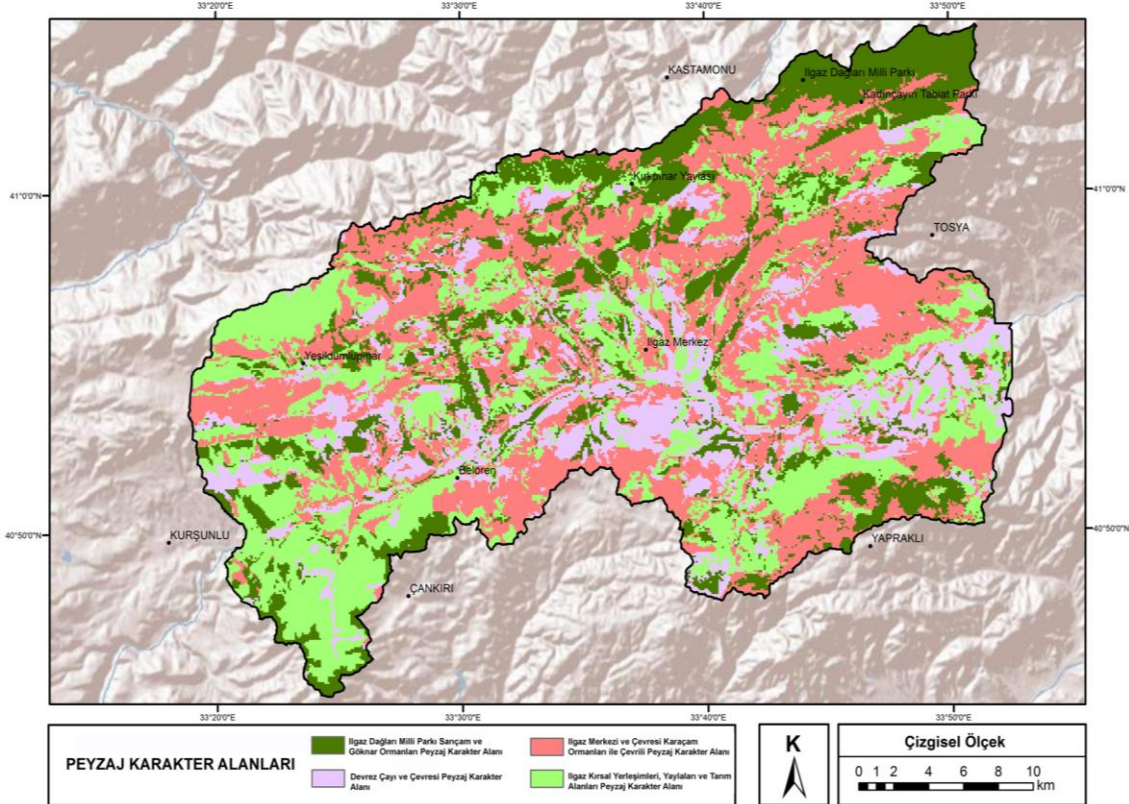 33°20'0"E 33°30'0"E 33°40'0"E 33°50'0"E
KASTAMONU
Ilgaz Dağları Milli Parkı
Kadınçayırı Tabiat Parkı
Kırkpınar Yaylası
41°0'0"N 41°0'0"N
TOSYA
Ilgaz Merkez
Yeşildumlupınar
Belören
40°50'0"N 40°50'0"N
KURŞUNLU
YAPRAKLI
ÇANKIRI
33°20'0"E 33°30'0"E 33°40'0"E 33°50'0"E
PEYZAJ KARAKTER ALANLARI
Ilgaz Dağları Milli Parkı Sarıçam ve
Göknar Ormanları Peyzaj Karakter Alanı
Devrez Çayı ve Çevresi Peyzaj Karakter
Alanı
Ilgaz Merkezi ve Çevresi Karaçam
Ormanları ile Çevrili Peyzaj Karakter Alanı
Ilgaz Kırsal Yerleşimleri, Yaylaları ve Tarım
Alanları Peyzaj Karakter Alanı
K
Çizgisel Ölçek
0 1 2 4 6 8 10
km